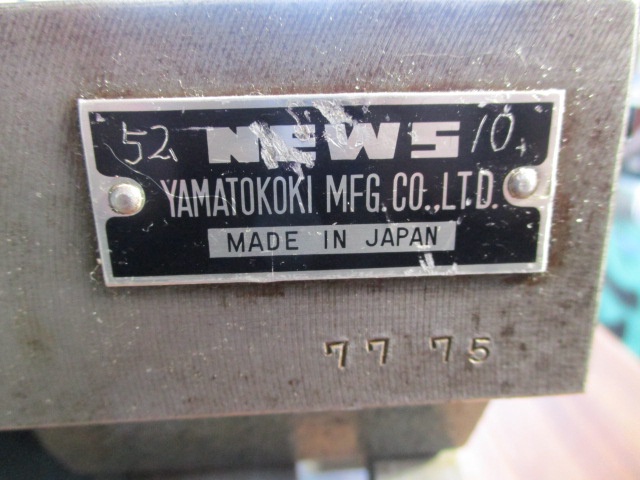 52 NEWS 10
YAMATOKOKI MFG. CO., LTD.
MADE IN JAPAN
77 75